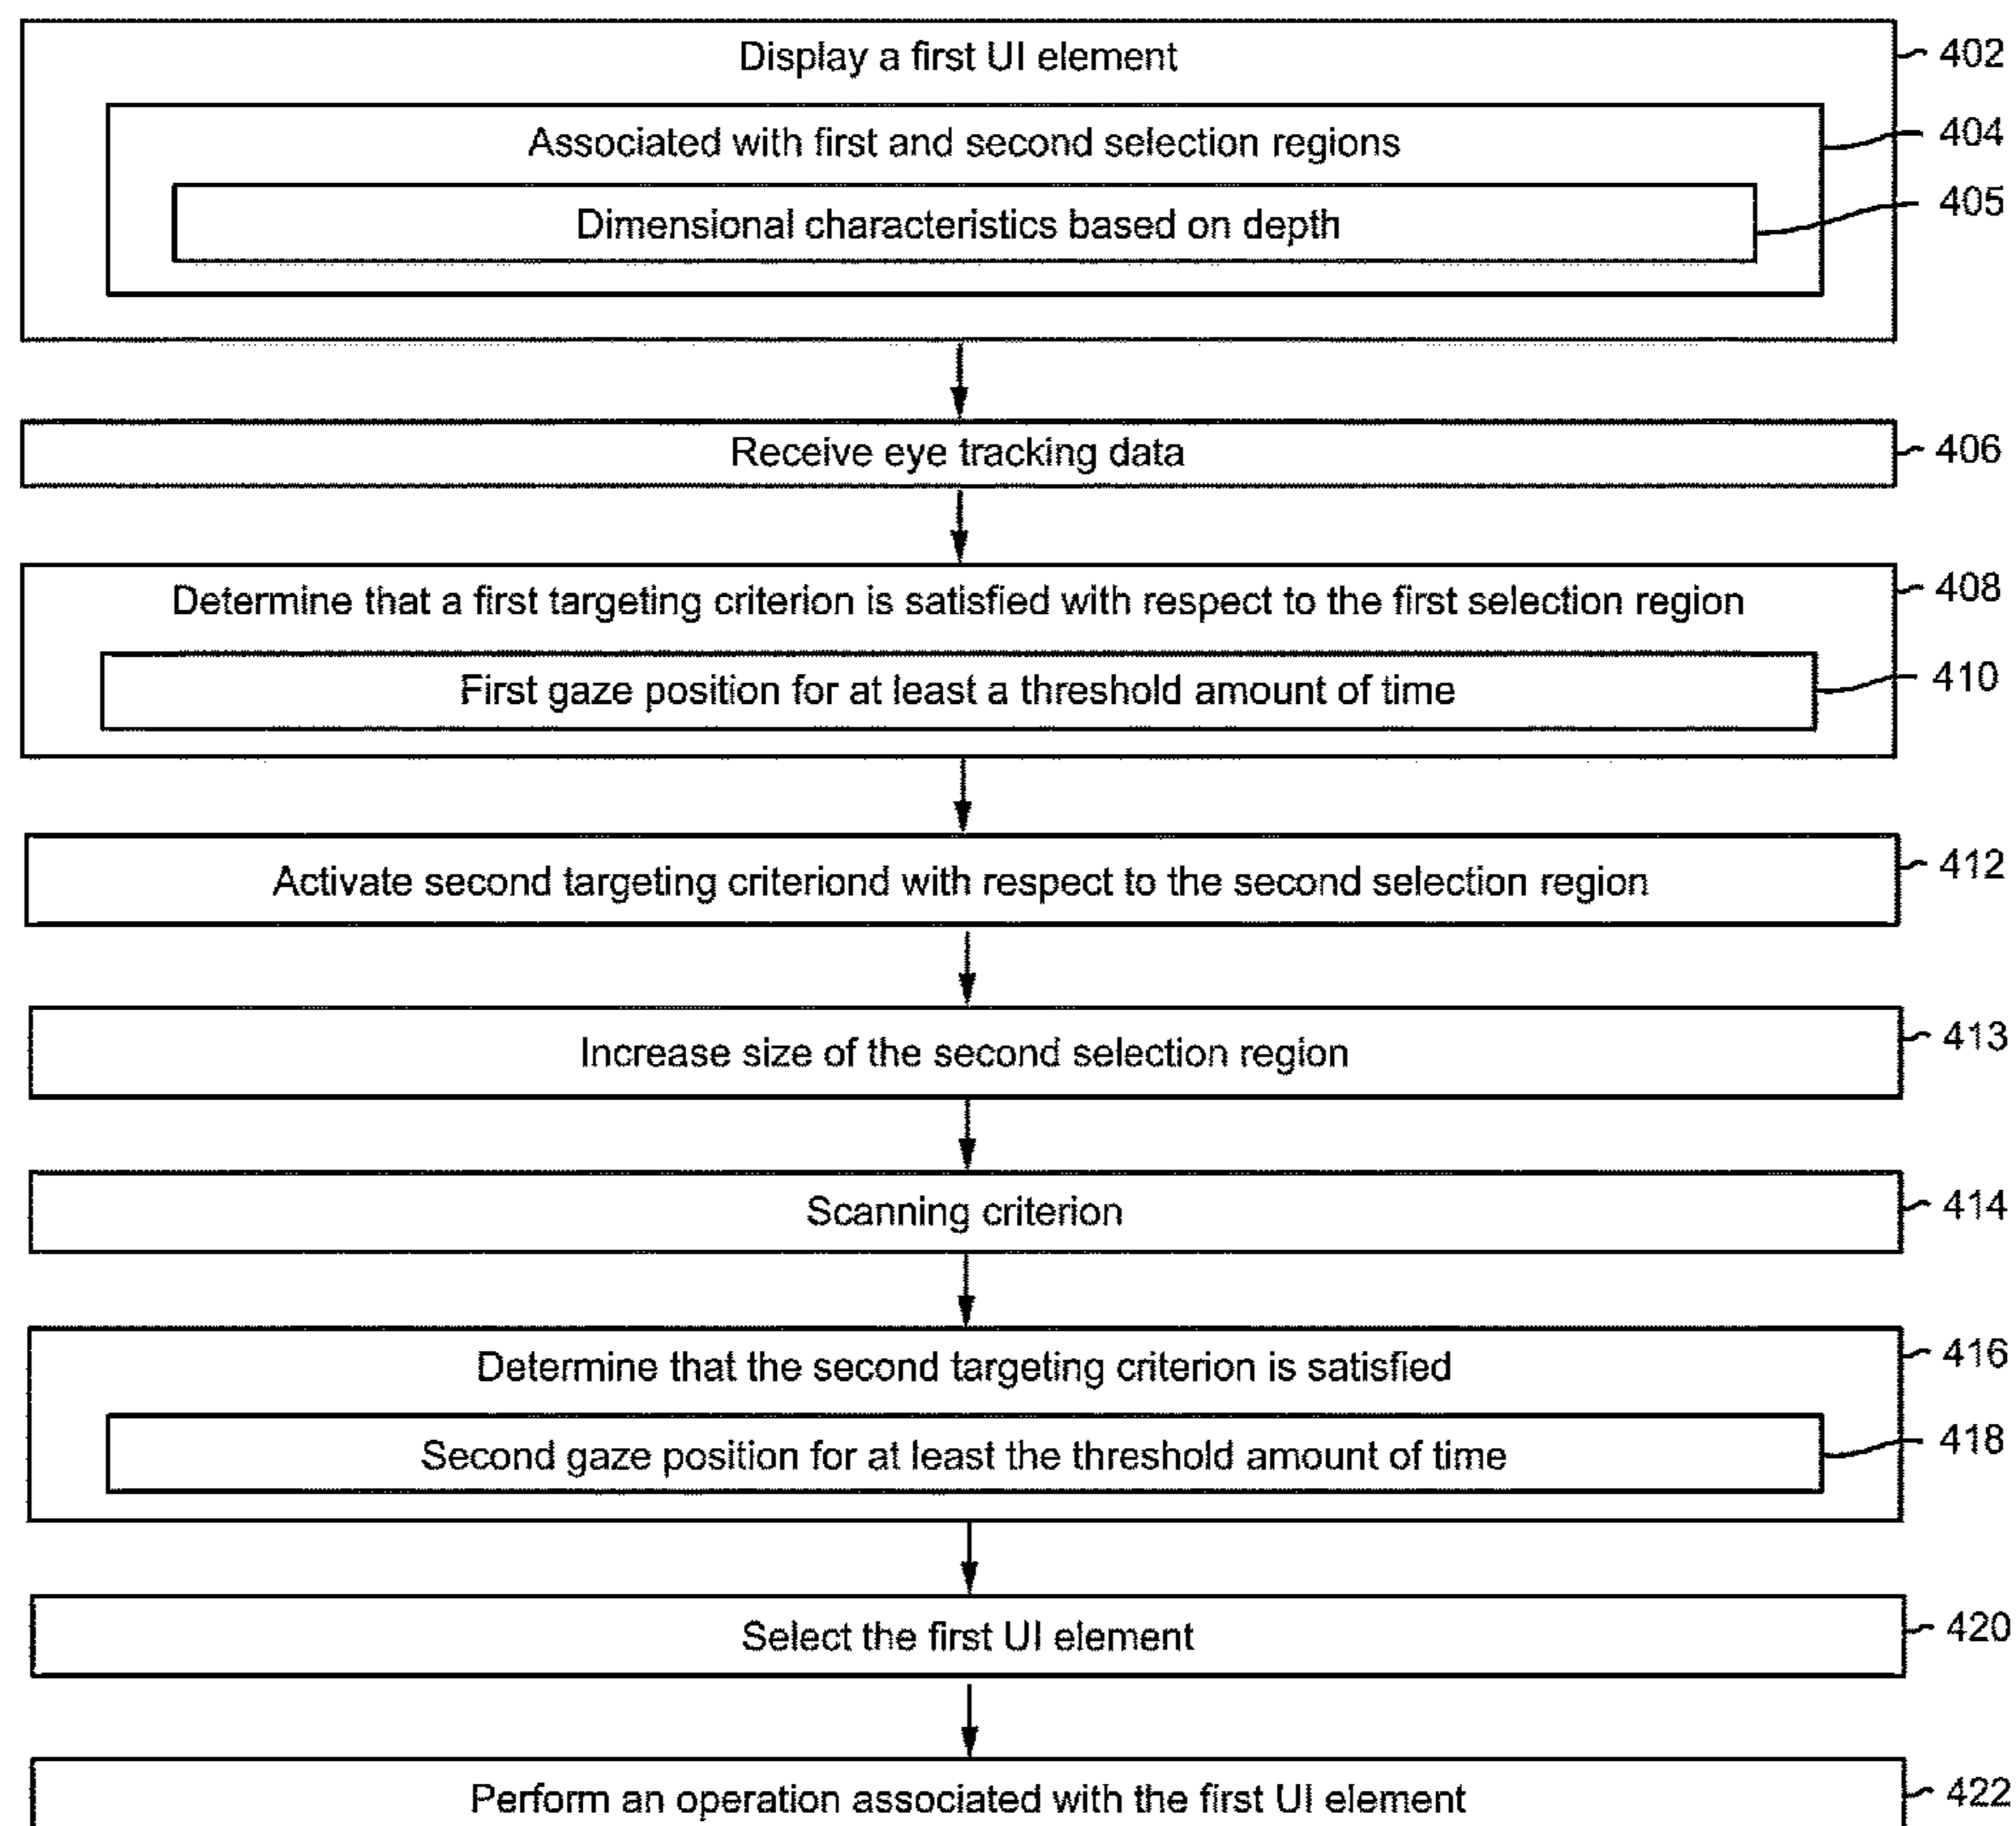 Display a first UI element
402
Associated with first and second selection regions
404
Dimensional characteristics based on depth
405
Receive eye tracking data
406
Determine that a first targeting criterion is satisfied with respect to the first selection region
408
First gaze position for at least a threshold amount of time
410
Activate second targeting criteriond with respect to the second selection region
412
Increase size of the second selection region
413
Scanning criterion
414
Determine that the second targeting criterion is satisfied
416
Second gaze position for at least the threshold amount of time
418
Select the first UI element
420
Perform an operation associated with the first UI element
422